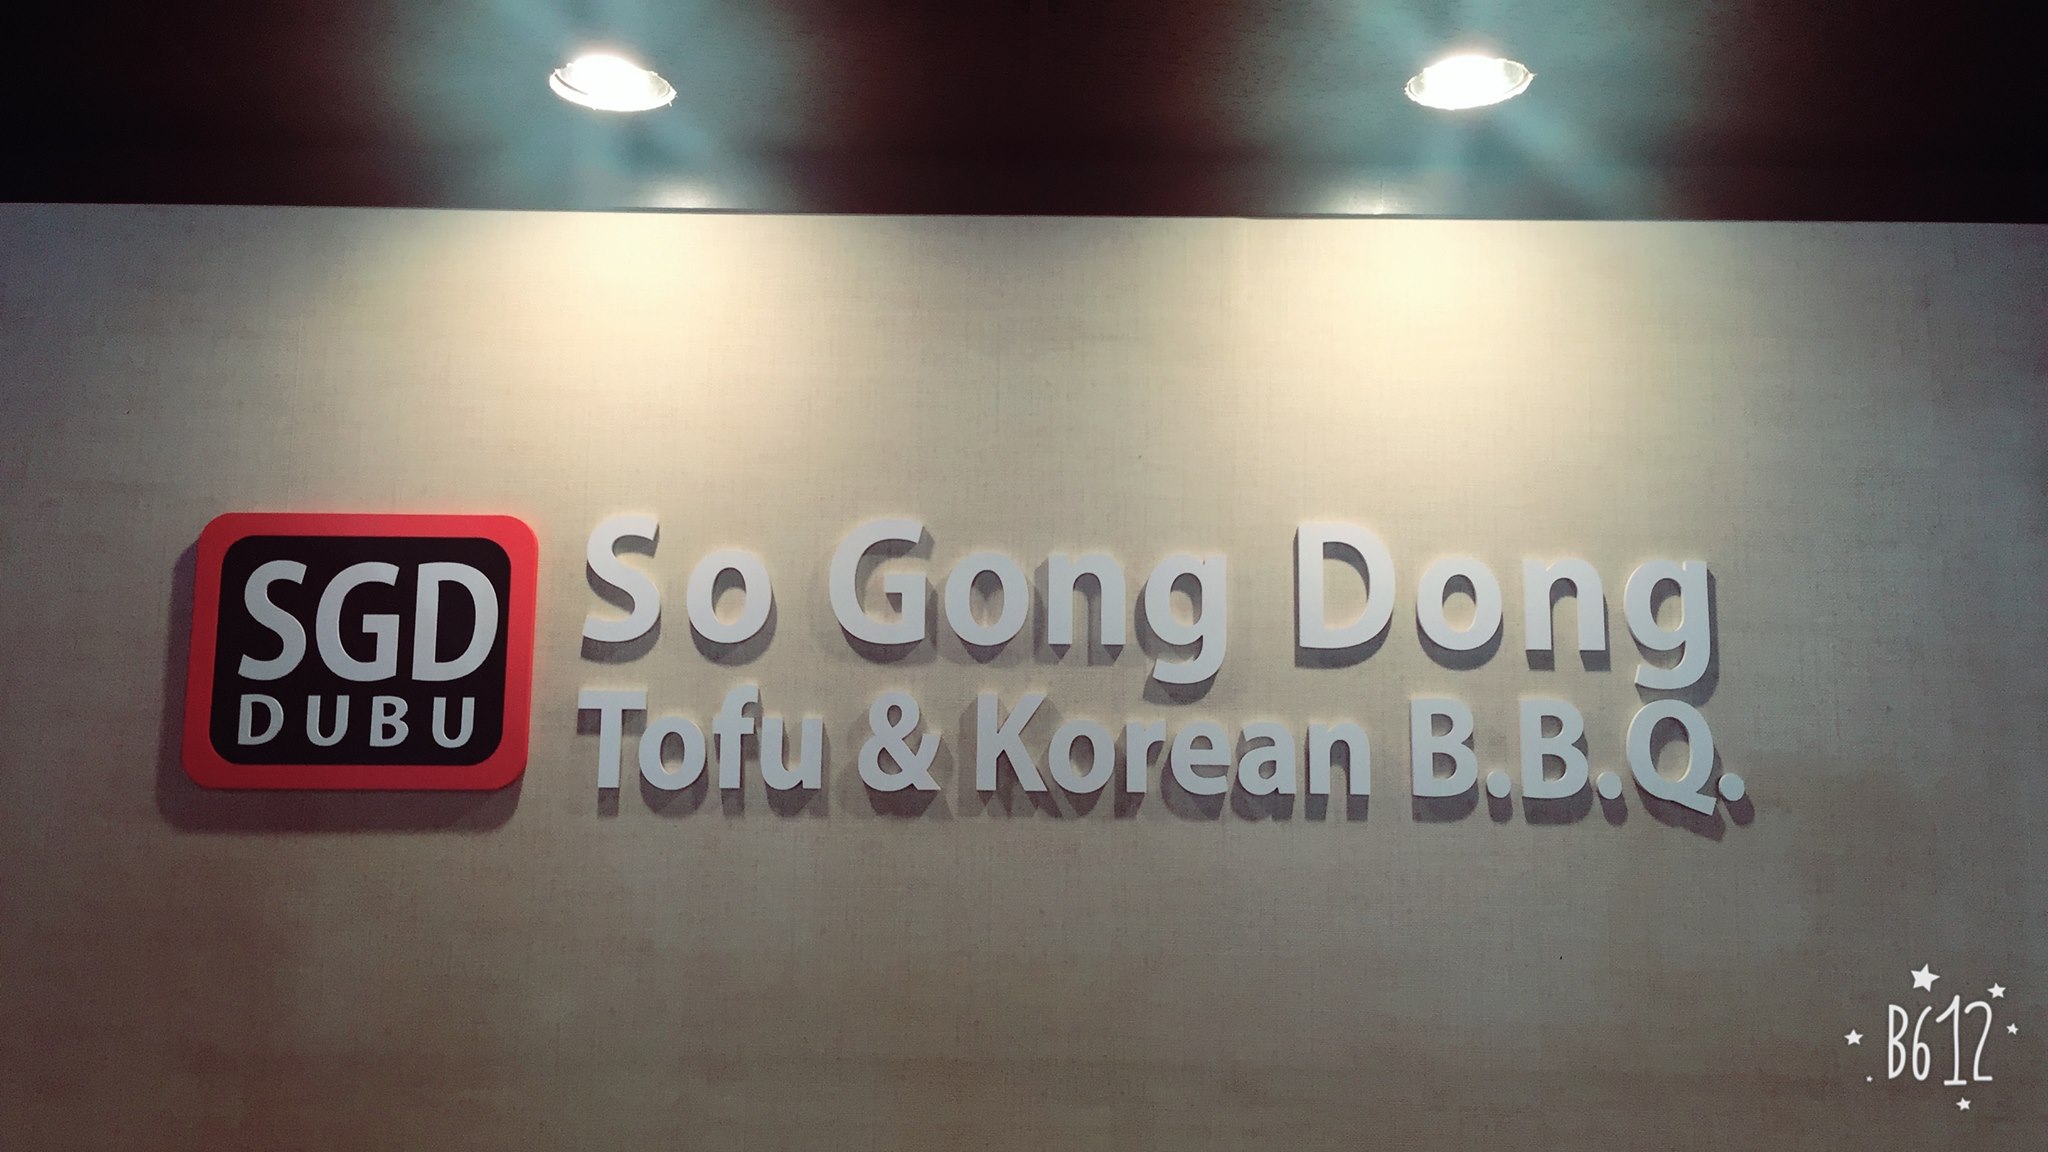 SGD
DUBU
So Gong Dong
Tofu & Korean B.B.Q.
B612